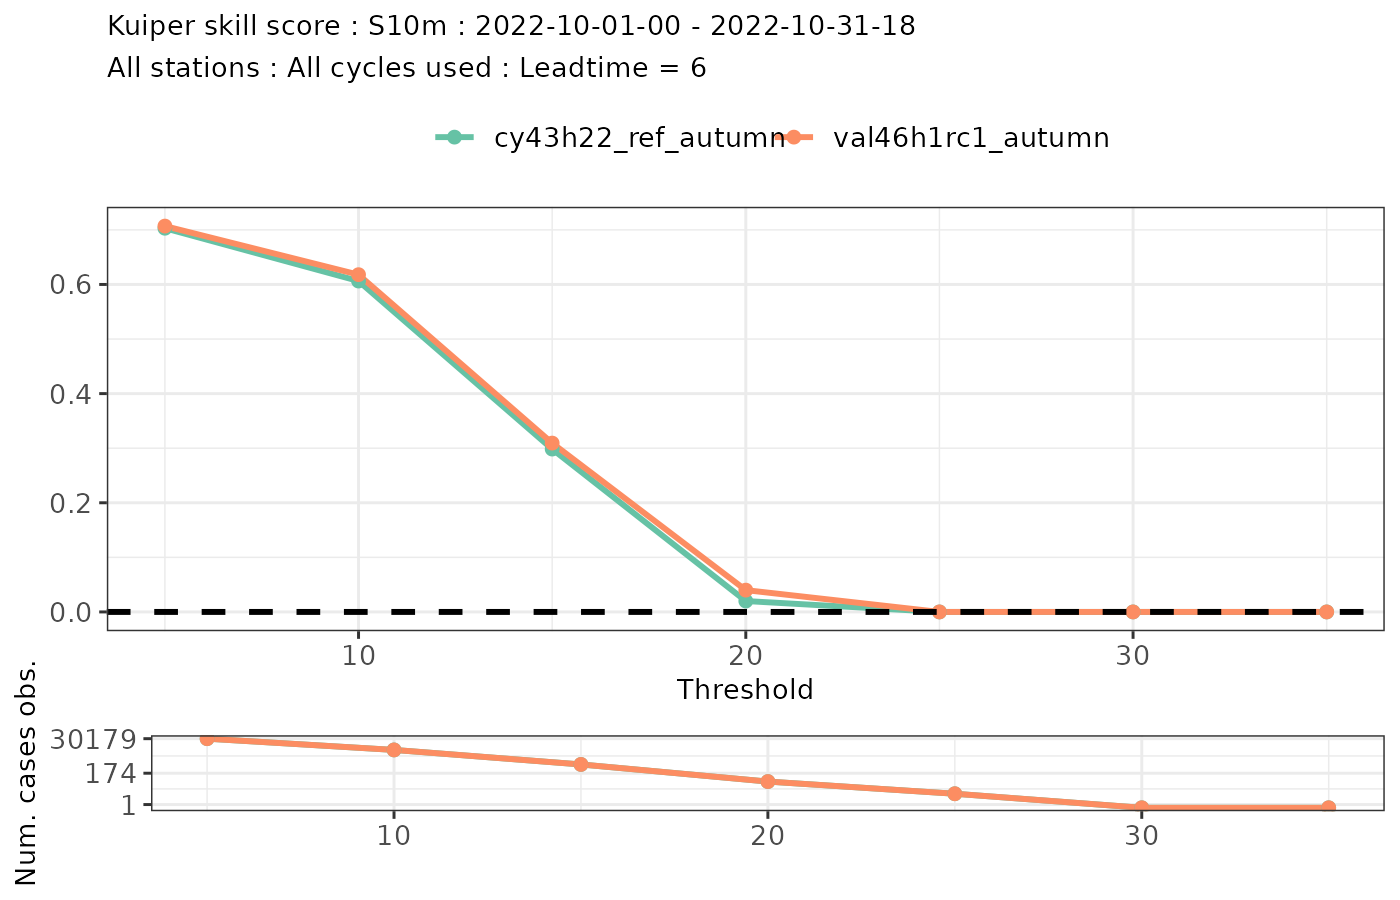 Kuiper skill score : S10m : 2022-10-01-00 - 2022-10-31-18
All stations : All cycles used : Leadtime = 6
cy43h22_ref_autumn val46h1rc1_autumn
0.6
0.4
0.2
0.0
10 20 30
Threshold
Num. cases obs.
30179
174
1
10 20 30